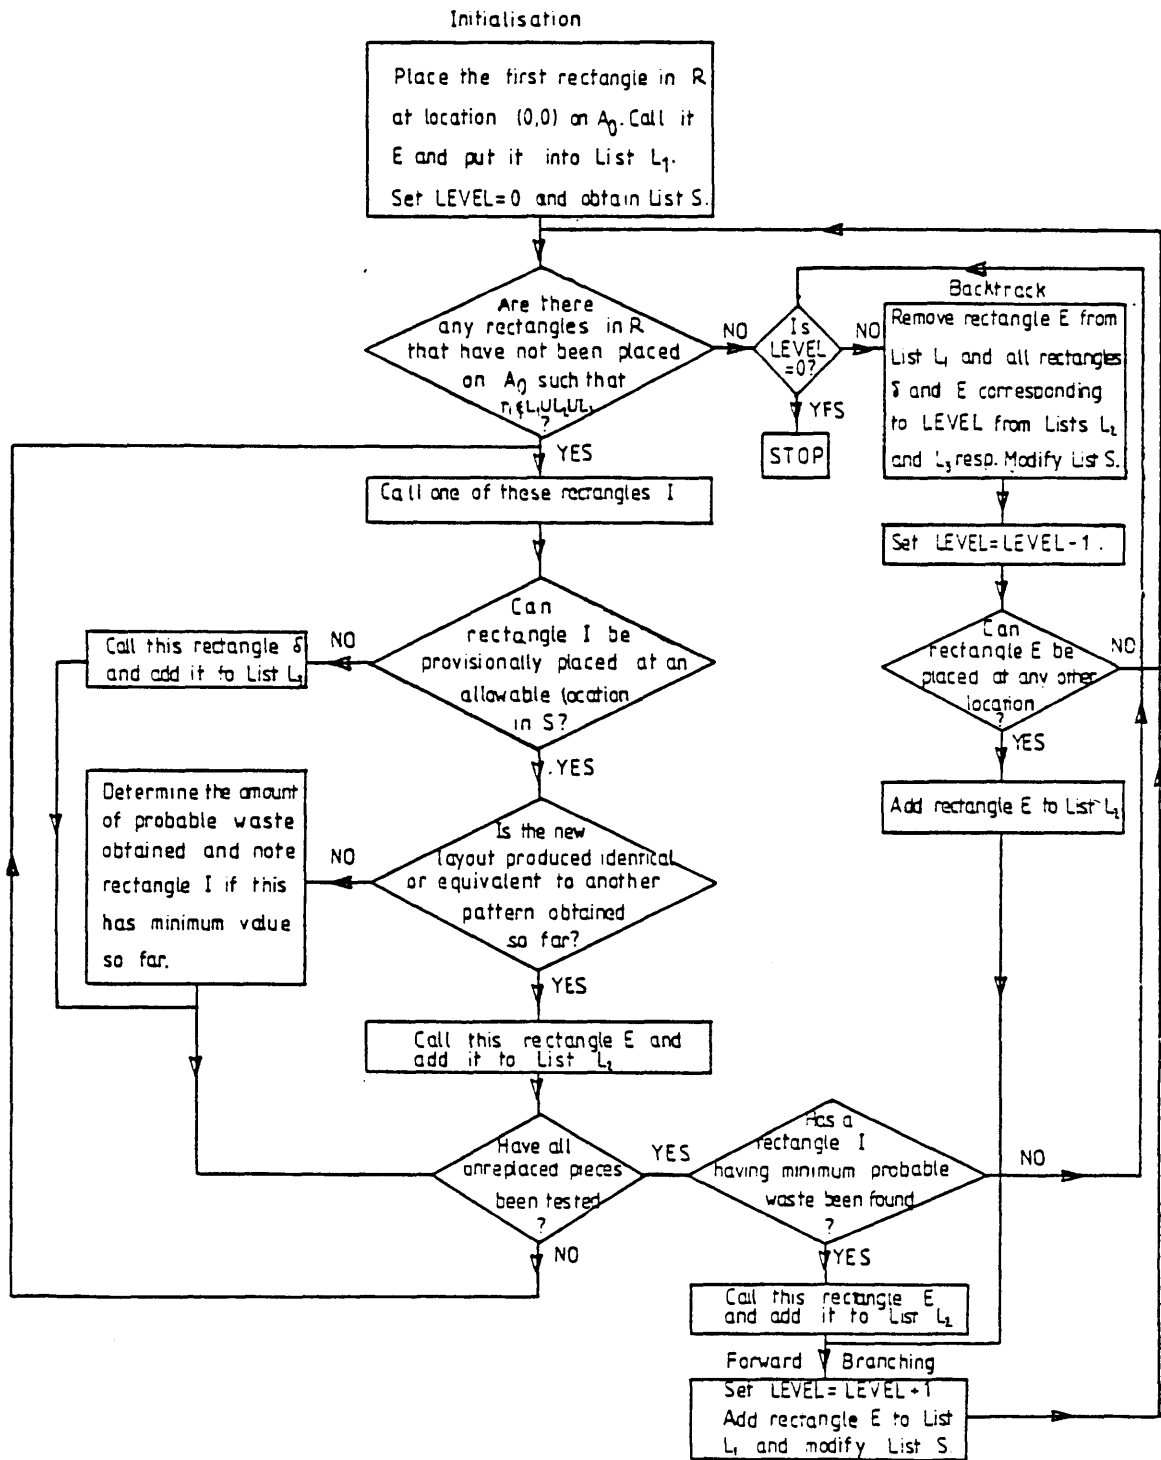 Initialisation
Place the first rectangle in R
at location (0,0) on A₀. Call it
E and put it into List L₁.
Set LEVEL=0 and obtain List S.
Are there
any rectangles in R
that have not been placed
on A₀ such that
?
NO
Is
LEVEL
=0?
NO
YES
STOP
Backtrack
Remove rectangle E from
List L₁ and all rectangles
δ and E corresponding
to LEVEL from Lists L₂
and L₃ resp. Modify List S.
YES
Call one of these rectangles I
Set LEVEL=LEVEL-1.
Can
rectangle I be
provisionally placed at an
allowable location
in S?
NO
Call this rectangle δ
and add it to List
Can
rectangle E be
placed at any other
location
?
NO
YES
Add rectangle E to List L₂
YES
Is the new
layout produced identical
or equivalent to another
pattern obtained
so far?
NO
Determine the amount
of probable waste
obtained and note
rectangle I if this
has minimum value
so far.
YES
Call this rectangle E and
add it to List L₂
Have all
unreplaced pieces
been tested
?
YES
NO
Has a
rectangle I
having minimum probable
waste been found
?
NO
YES
Call this rectangle E
and add it to List L₂
Forward Branching
Set LEVEL=LEVEL+1
Add rectangle E to List
L₁ and modify List S.